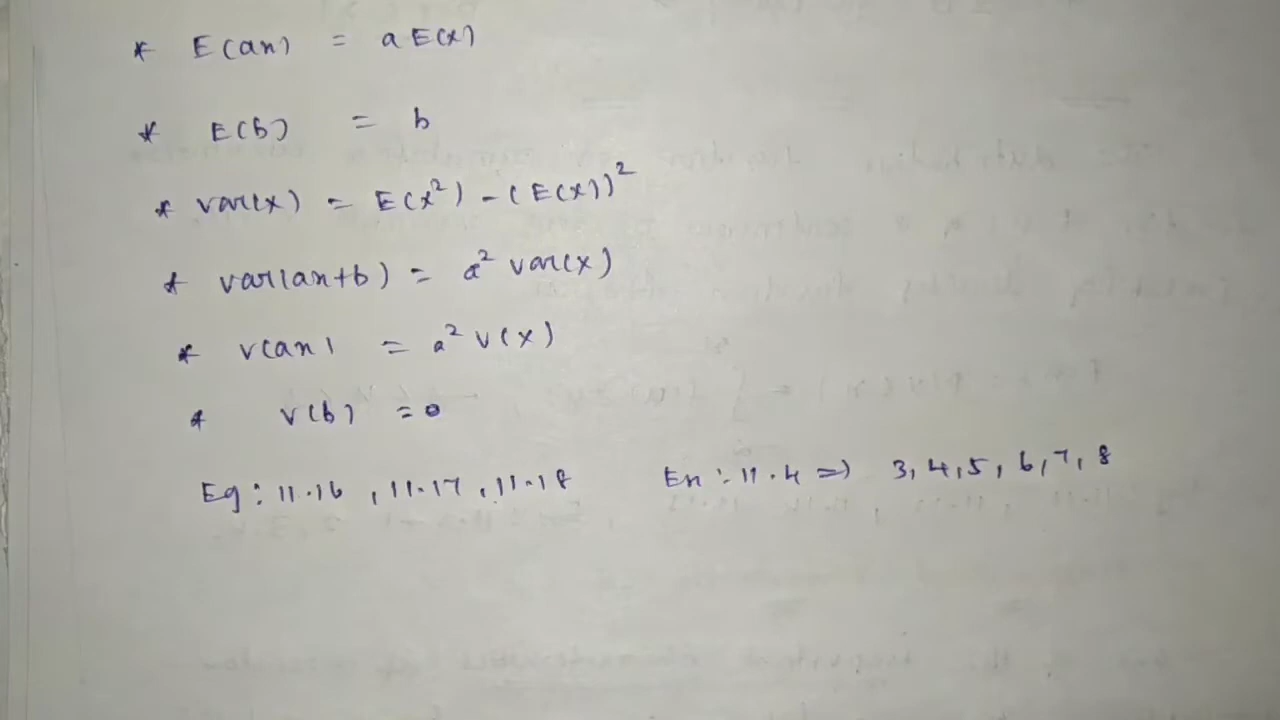 * E(ax) = a E(x)
* E(b) = b
* var(x) = E(x²) - (E(x))²
* var(ax+b) = a² var(x)
* v(ax) = a² v(x)
* v(b) = 0
Eg : 11.16 , 11.17 , 11.18 Ex : 11.4 => 3, 4, 5, 6, 7, 8